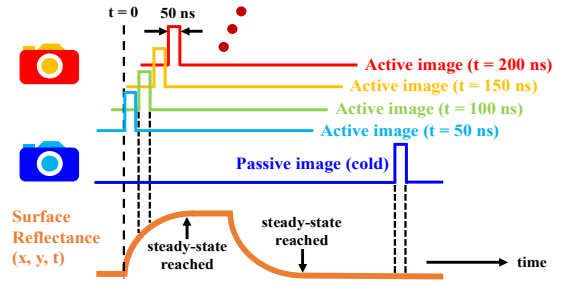 t = 0
50 ns
Active image (t = 200 ns)
Active image (t = 150 ns)
Active image (t = 100 ns)
Active image (t = 50 ns)
Passive image (cold)
Surface
Reflectance
(x, y, t)
steady-state
reached
steady-state
reached
time